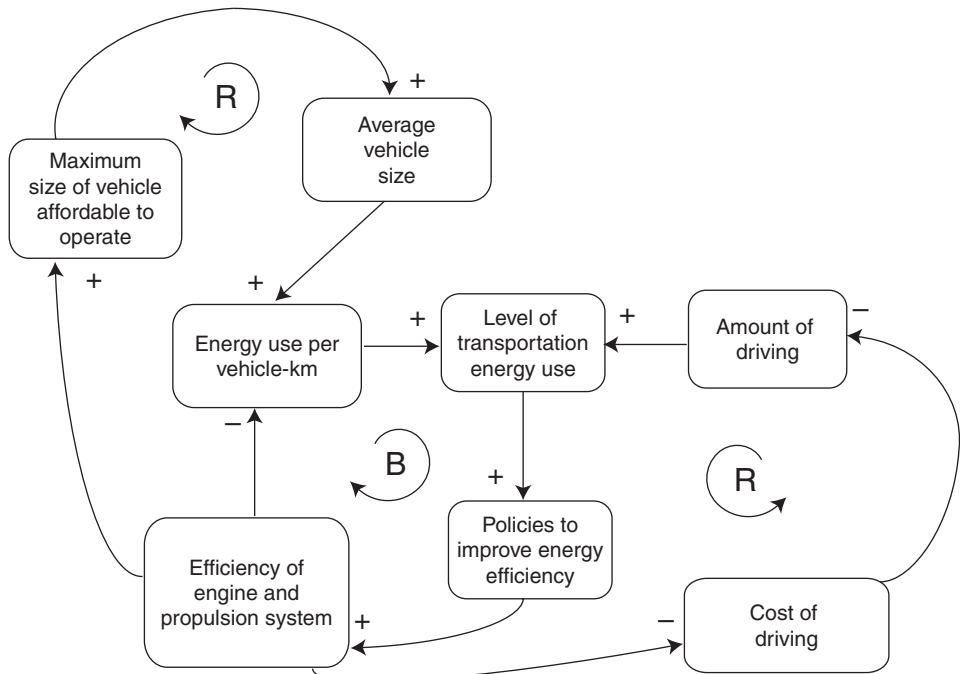 R
+
Average
vehicle
size
Maximum
size of vehicle
affordable to
operate
+
+
Energy use per
vehicle-km
+
Level of
transportation
energy use
+
Amount of
driving
−
−
B
R
+
Policies to
improve energy
efficiency
Efficiency of
engine and
propulsion system
+
−
Cost of
driving